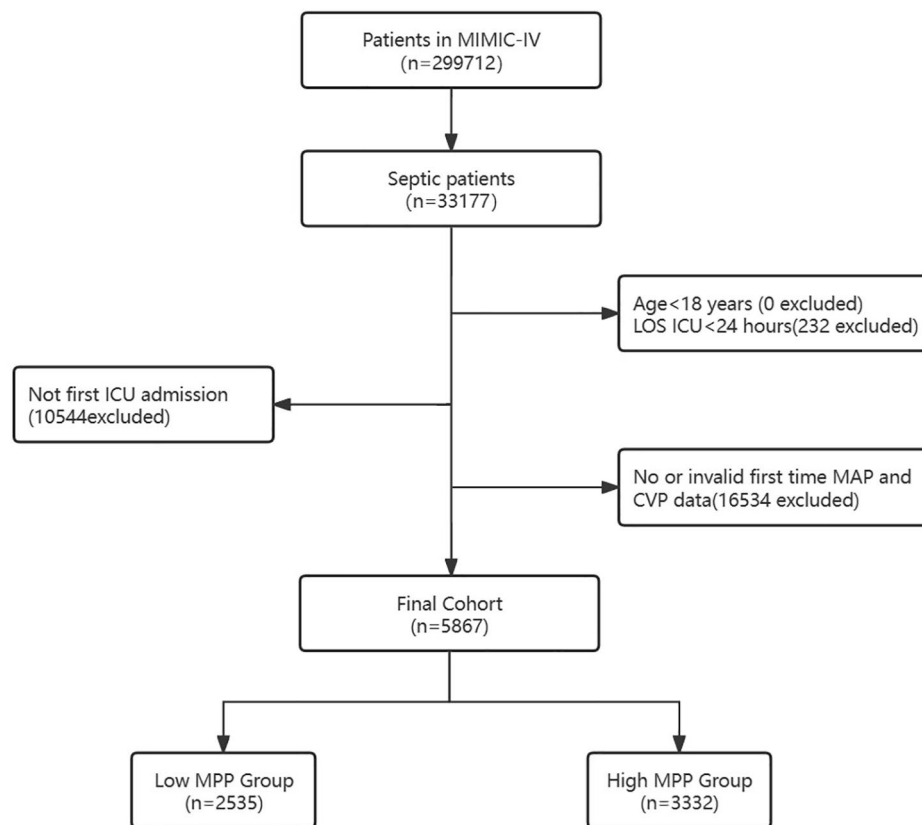 Patients in MIMIC-IV
(n=299712)
Septic patients
(n=33177)
Age<18 years (0 excluded)
LOS ICU<24 hours(232 excluded)
Not first ICU admission
(10544excluded)
No or invalid first time MAP and
CVP data(16534 excluded)
Final Cohort
(n=5867)
Low MPP Group
(n=2535)
High MPP Group
(n=3332)